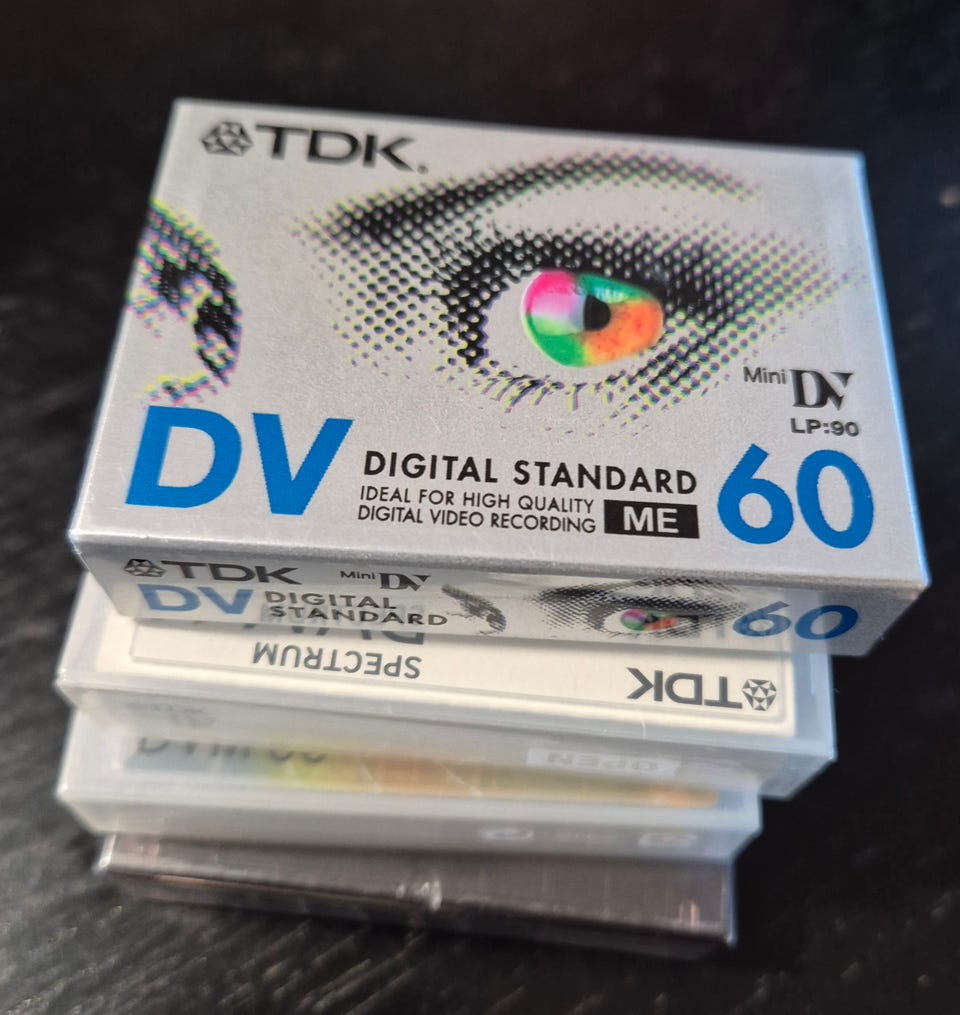 TDK
Mini DV
LP:90
DV DIGITAL STANDARD 60
IDEAL FOR HIGH QUALITY
DIGITAL VIDEO RECORDING ME
TDK Mini DV
DV DIGITAL STANDARD 60
SPECTRUM
TDK
OPEN